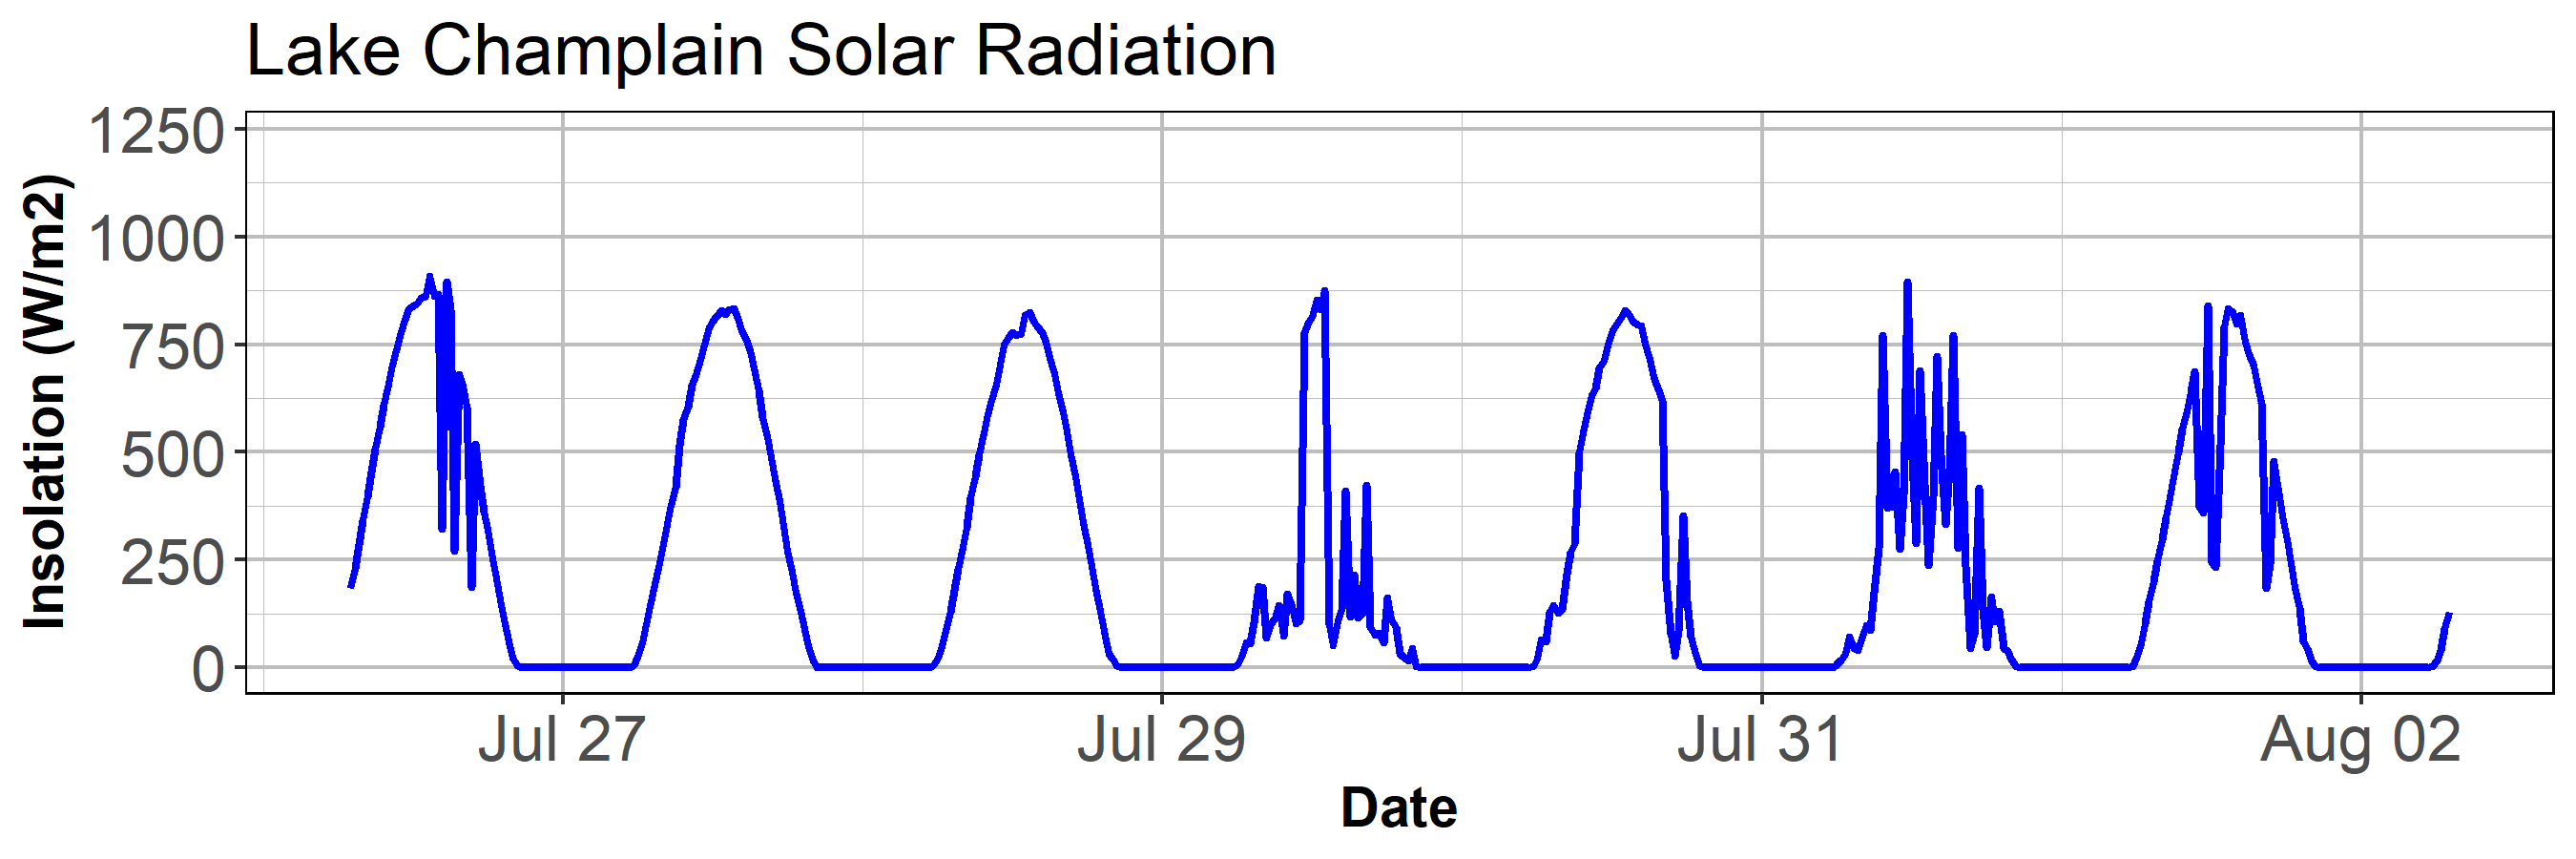 Lake Champlain Solar Radiation
Insolation (W/m2)
1250
1000
750
500
250
0
Jul 27 Jul 29 Jul 31 Aug 02
Date